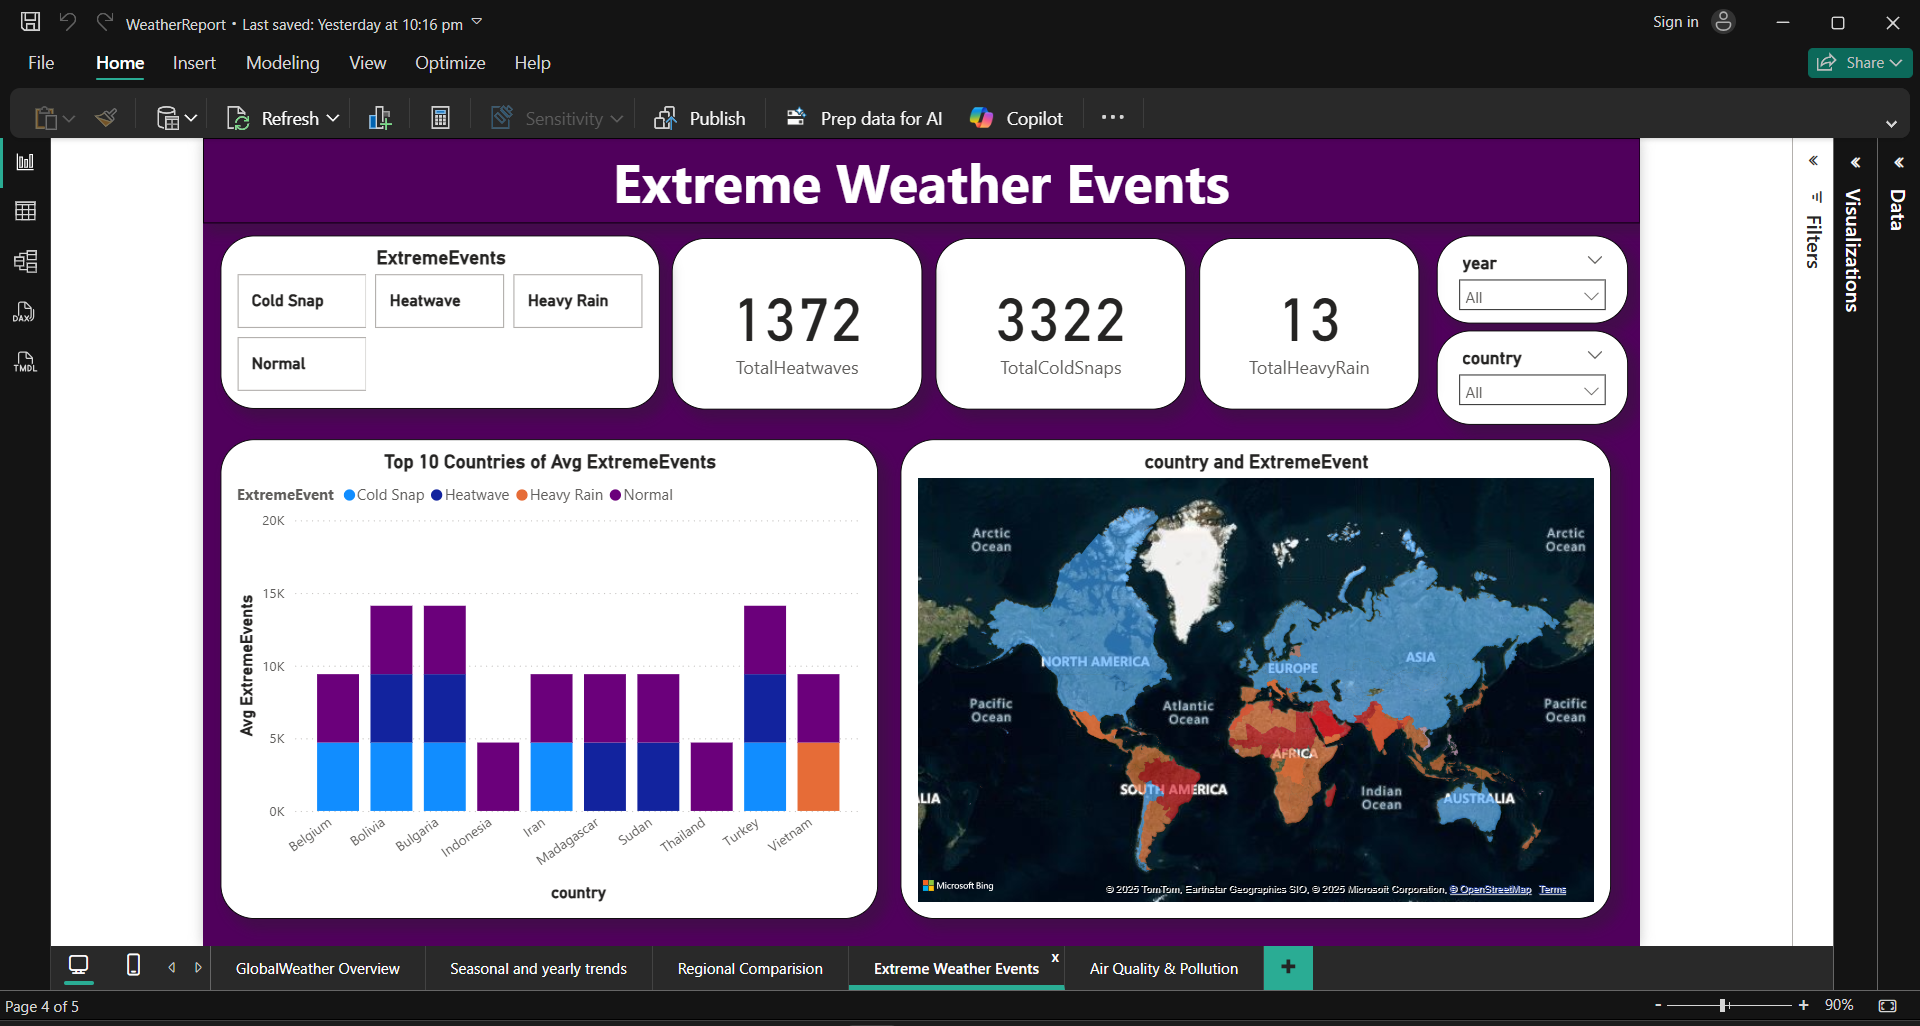 WeatherReport • Last saved: Yesterday at 10:16 pm
Sign in
File Home Insert Modeling View Optimize Help
Share
Refresh
Sensitivity
Publish
Prep data for AI
Copilot
DAX
TMDL
Extreme Weather Events
ExtremeEvents
Cold Snap
Heatwave
Heavy Rain
Normal
1372
TotalHeatwaves
3322
TotalColdSnaps
13
TotalHeavyRain
year
All
country
All
Filters
Visualizations
Data
Top 10 Countries of Avg ExtremeEvents
ExtremeEvent Cold Snap Heatwave Heavy Rain Normal
20K
15K
10K
5K
0K
Avg ExtremeEvents
Belgium
Bolivia
Bulgaria
Indonesia
Iran
Madagascar
Sudan
Thailand
Turkey
Vietnam
country
country and ExtremeEvent
Arctic
Ocean
Arctic
Ocean
NORTH AMERICA
EUROPE
ASIA
Pacific
Ocean
Atlantic
Ocean
Pacific
Ocean
AFRICA
SOUTH AMERICA
Indian
Ocean
LIA
AUSTRALIA
Microsoft Bing
© 2025 TomTom, Earthstar Geographics SIO, © 2025 Microsoft Corporation, © OpenStreetMap Terms
GlobalWeather Overview
Seasonal and yearly trends
Regional Comparision
Extreme Weather Events x
Air Quality & Pollution
+
Page 4 of 5
- + 90%